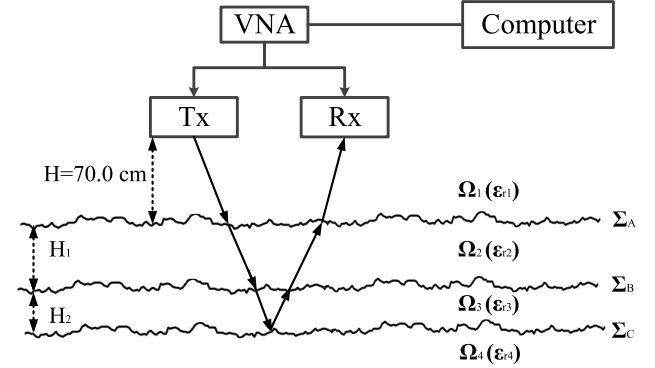 VNA
Computer
Tx
Rx
H=70.0 cm
Ω1 (εr1)
ΣA
H1
Ω2 (εr2)
ΣB
H2
Ω3 (εr3)
ΣC
Ω4 (εr4)